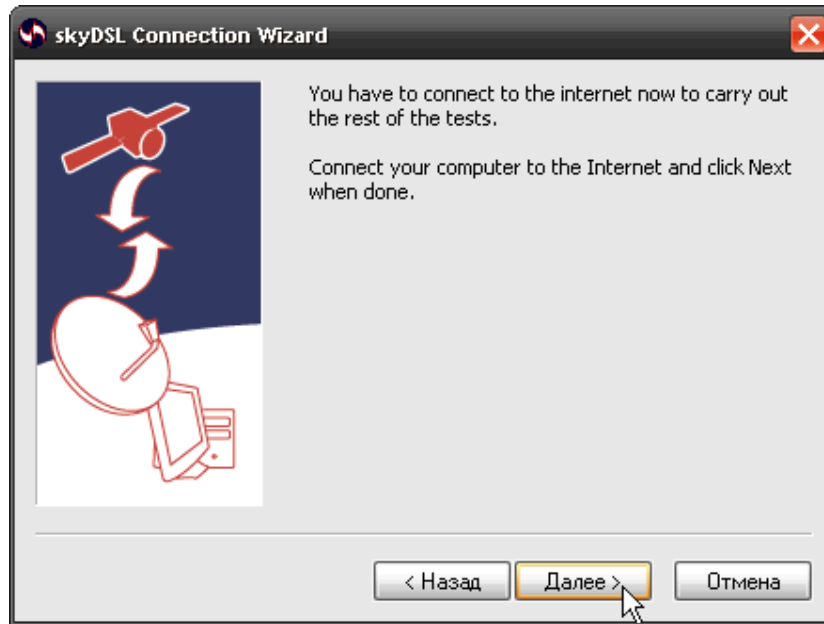 skyDSL Connection Wizard
You have to connect to the internet now to carry out
the rest of the tests.
Connect your computer to the Internet and click Next
when done.
< Назад
Далее >
Отмена